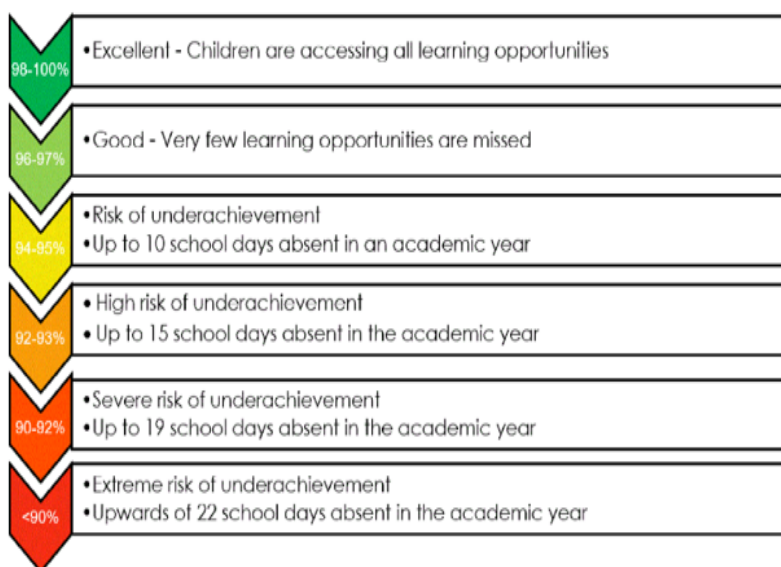 98-100%
•Excellent - Children are accessing all learning opportunities
96-97%
•Good - Very few learning opportunities are missed
94-95%
•Risk of underachievement
•Up to 10 school days absent in an academic year
92-93%
• High risk of underachievement
• Up to 15 school days absent in the academic year
90-92%
•Severe risk of underachievement
•Up to 19 school days absent in the academic year
<90%
•Extreme risk of underachievement
•Upwards of 22 school days absent in the academic year